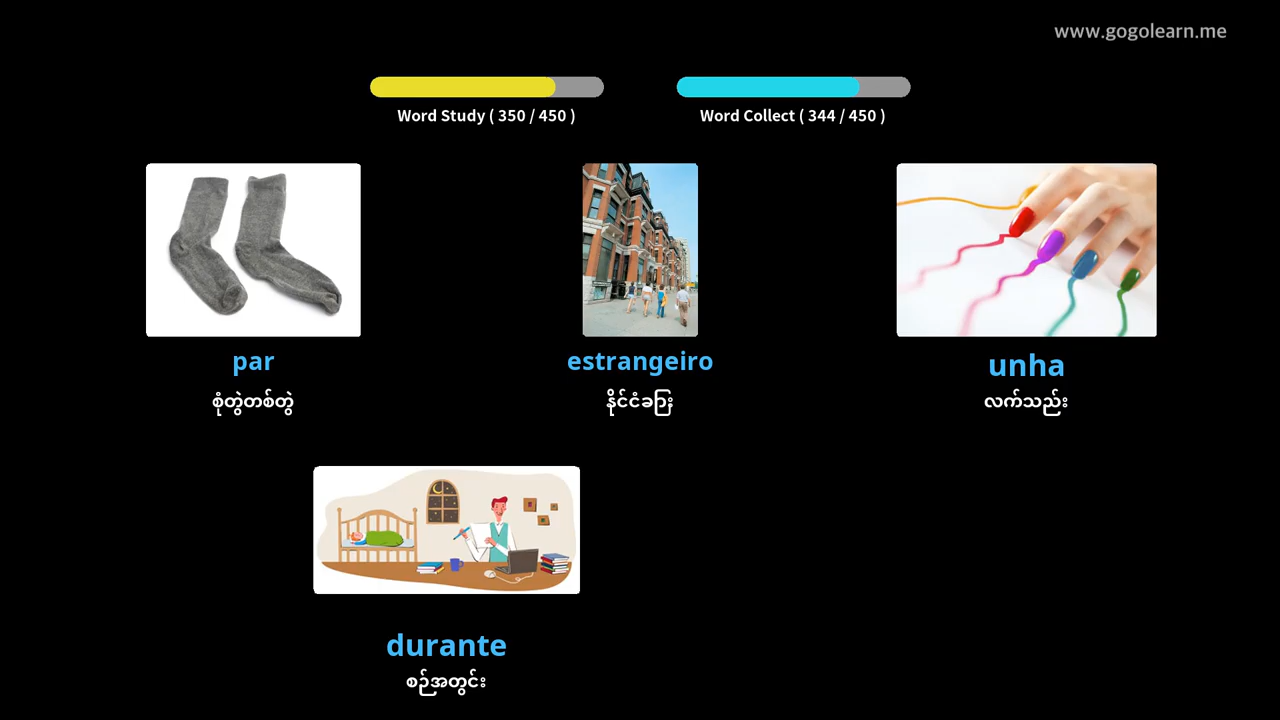 www.gogolearn.me
Word Study ( 350 / 450 )
Word Collect ( 344 / 450 )
par
စုံတွဲတစ်တွဲ
estrangeiro
နိုင်ငံခြား
unha
လက်သည်း
durante
စဉ်အတွင်း